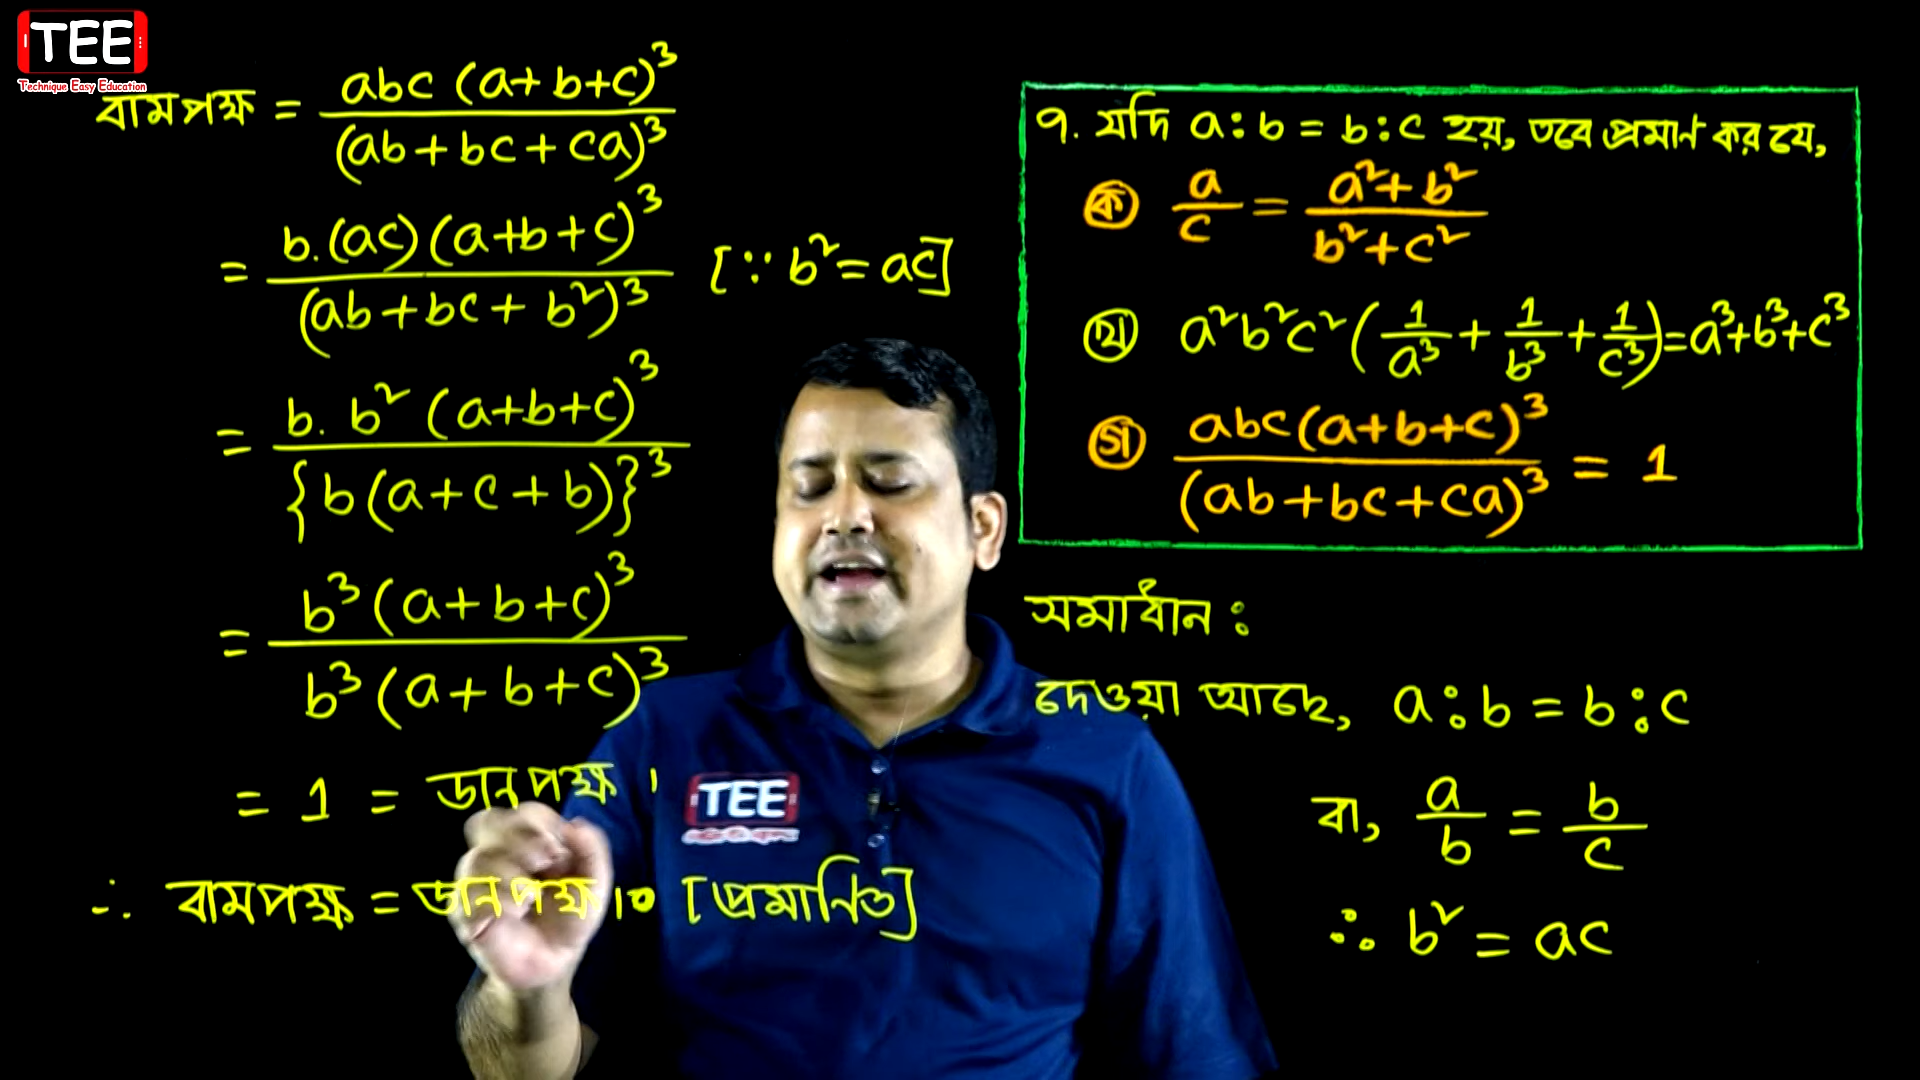 TEE
Technique Easy Education
বামপক্ষ = abc (a+b+c)³ / (ab+bc+ca)³
= b.(ac)(a+b+c)³ / (ab+bc+b²)³ [∵ b² = ac]
= b. b² (a+b+c)³ / {b(a+c+b)}³
= b³(a+b+c)³ / b³(a+b+c)³
= 1 = ডানপক্ষ ।
∴ বামপক্ষ = ডানপক্ষ ।০ [প্রমাণিত]
৭. যদি a:b = b:c হয়, তবে প্রমাণ কর যে,
ক a/c = a²+b² / b²+c²
খ a²b²c² (1/a³ + 1/b³ + 1/c³) = a³+b³+c³
গ abc(a+b+c)³ / (ab+bc+ca)³ = 1
সমাধান :
দেওয়া আছে, a:b = b:c
বা, a/b = b/c
∴ b² = ac
TEE